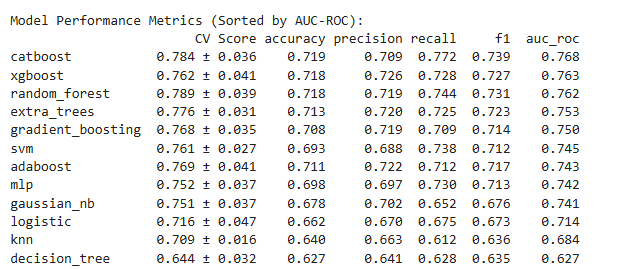 Model Performance Metrics (Sorted by AUC-ROC):
CV Score accuracy precision recall f1 auc_roc
catboost 0.784 ± 0.036 0.719 0.709 0.772 0.739 0.768
xgboost 0.762 ± 0.041 0.718 0.726 0.728 0.727 0.763
random_forest 0.789 ± 0.039 0.718 0.719 0.744 0.731 0.762
extra_trees 0.776 ± 0.031 0.713 0.720 0.725 0.723 0.753
gradient_boosting 0.768 ± 0.035 0.708 0.719 0.709 0.714 0.750
svm 0.761 ± 0.027 0.693 0.688 0.738 0.712 0.745
adaboost 0.769 ± 0.041 0.711 0.722 0.712 0.717 0.743
mlp 0.752 ± 0.037 0.698 0.697 0.730 0.713 0.742
gaussian_nb 0.751 ± 0.037 0.678 0.702 0.652 0.676 0.741
logistic 0.716 ± 0.047 0.662 0.670 0.675 0.673 0.714
knn 0.709 ± 0.016 0.640 0.663 0.612 0.636 0.684
decision_tree 0.644 ± 0.032 0.627 0.641 0.628 0.635 0.627